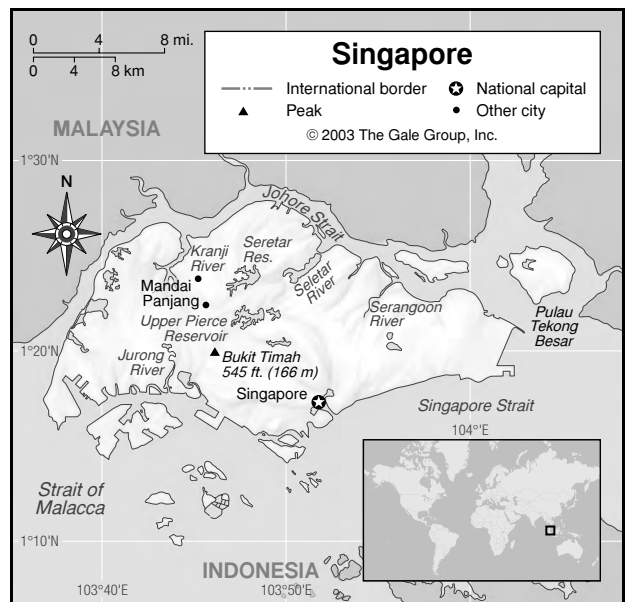 0 4 8 mi.
0 4 8 km
Singapore
International border
National capital
Peak
Other city
© 2003 The Gale Group, Inc.
MALAYSIA
1°30'N
N
Johore Strait
Kranji
River
Seretar
Res.
Seletar
River
Mandai
Panjang
Serangoon
River
Upper Pierce
Reservoir
Pulau
Tekong
Besar
1°20'N
Jurong
River
Bukit Timah
545 ft. (166 m)
Singapore
Singapore Strait
104°'E
Strait of
Malacca
1°10'N
INDONESIA
103°40'E
103°50'E